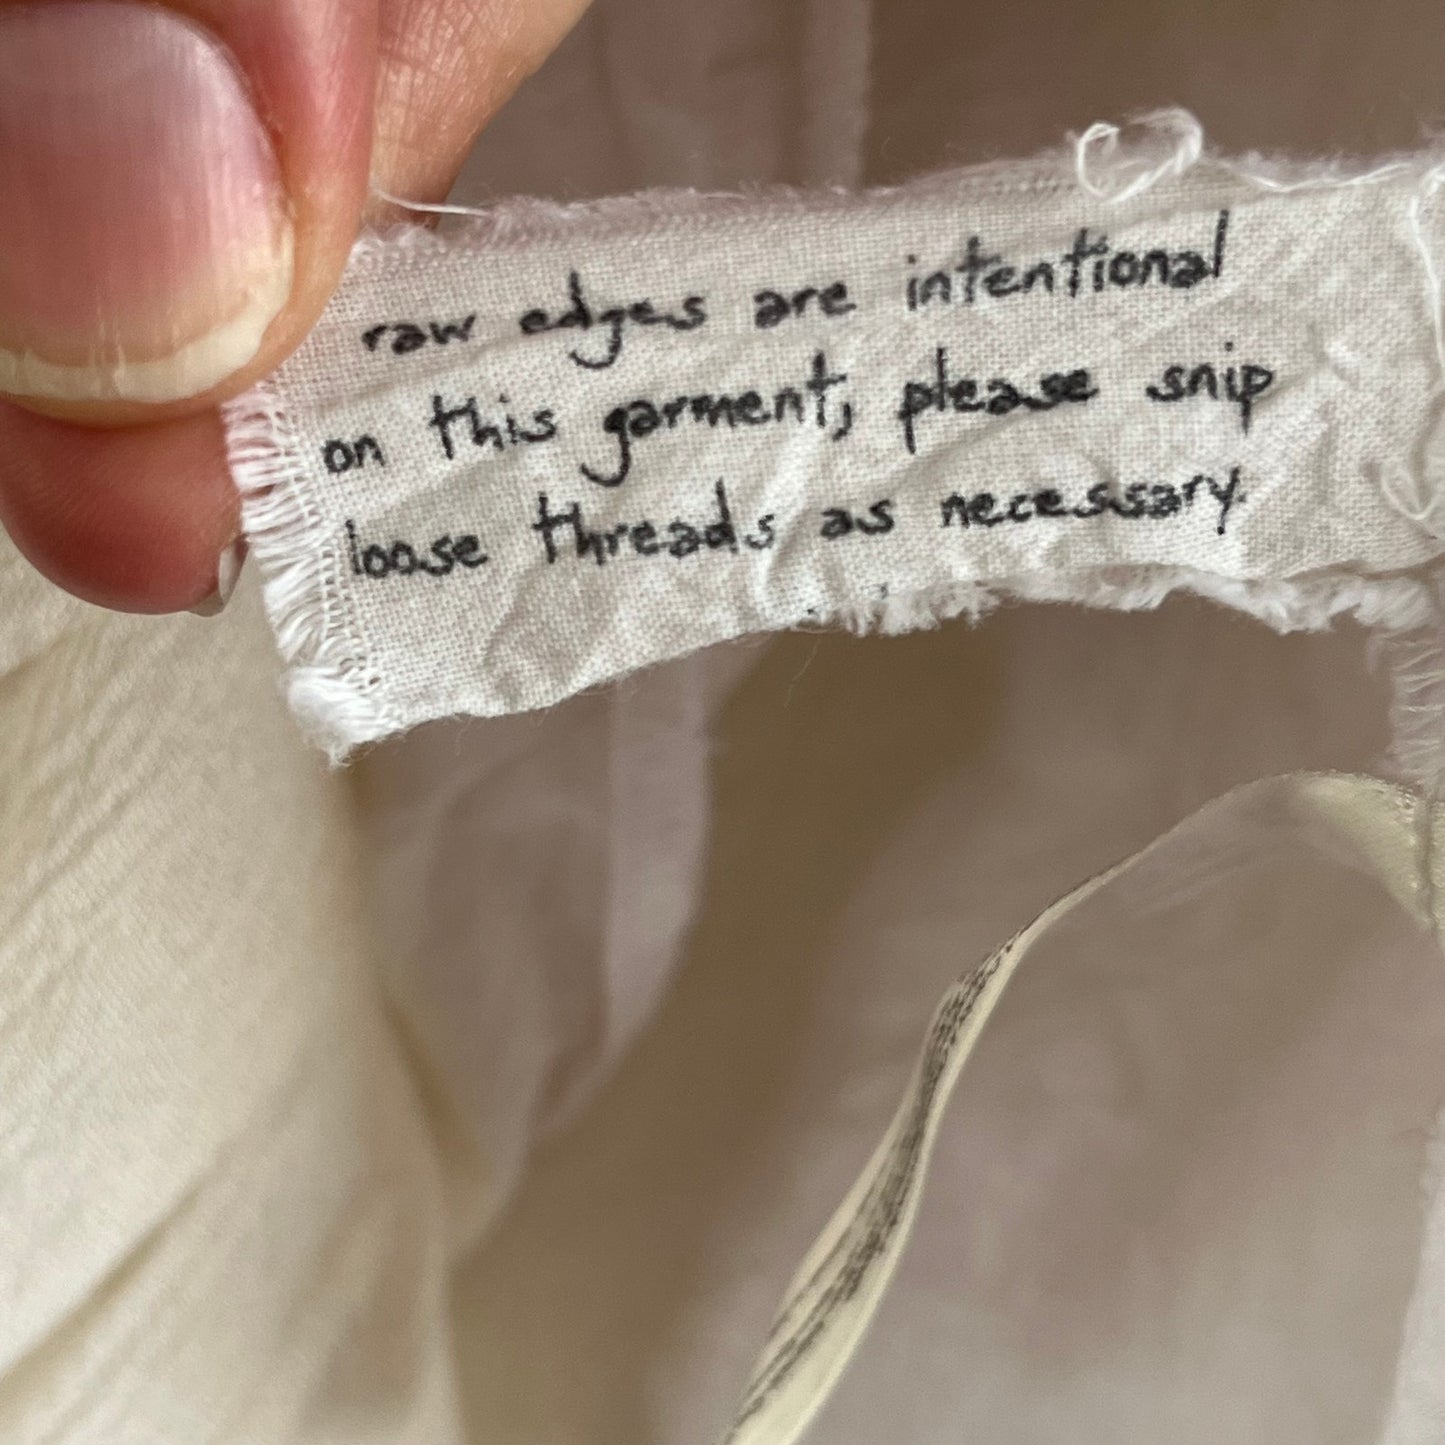 raw edges are intentional
on this garment, please snip
loose threads as necessary.